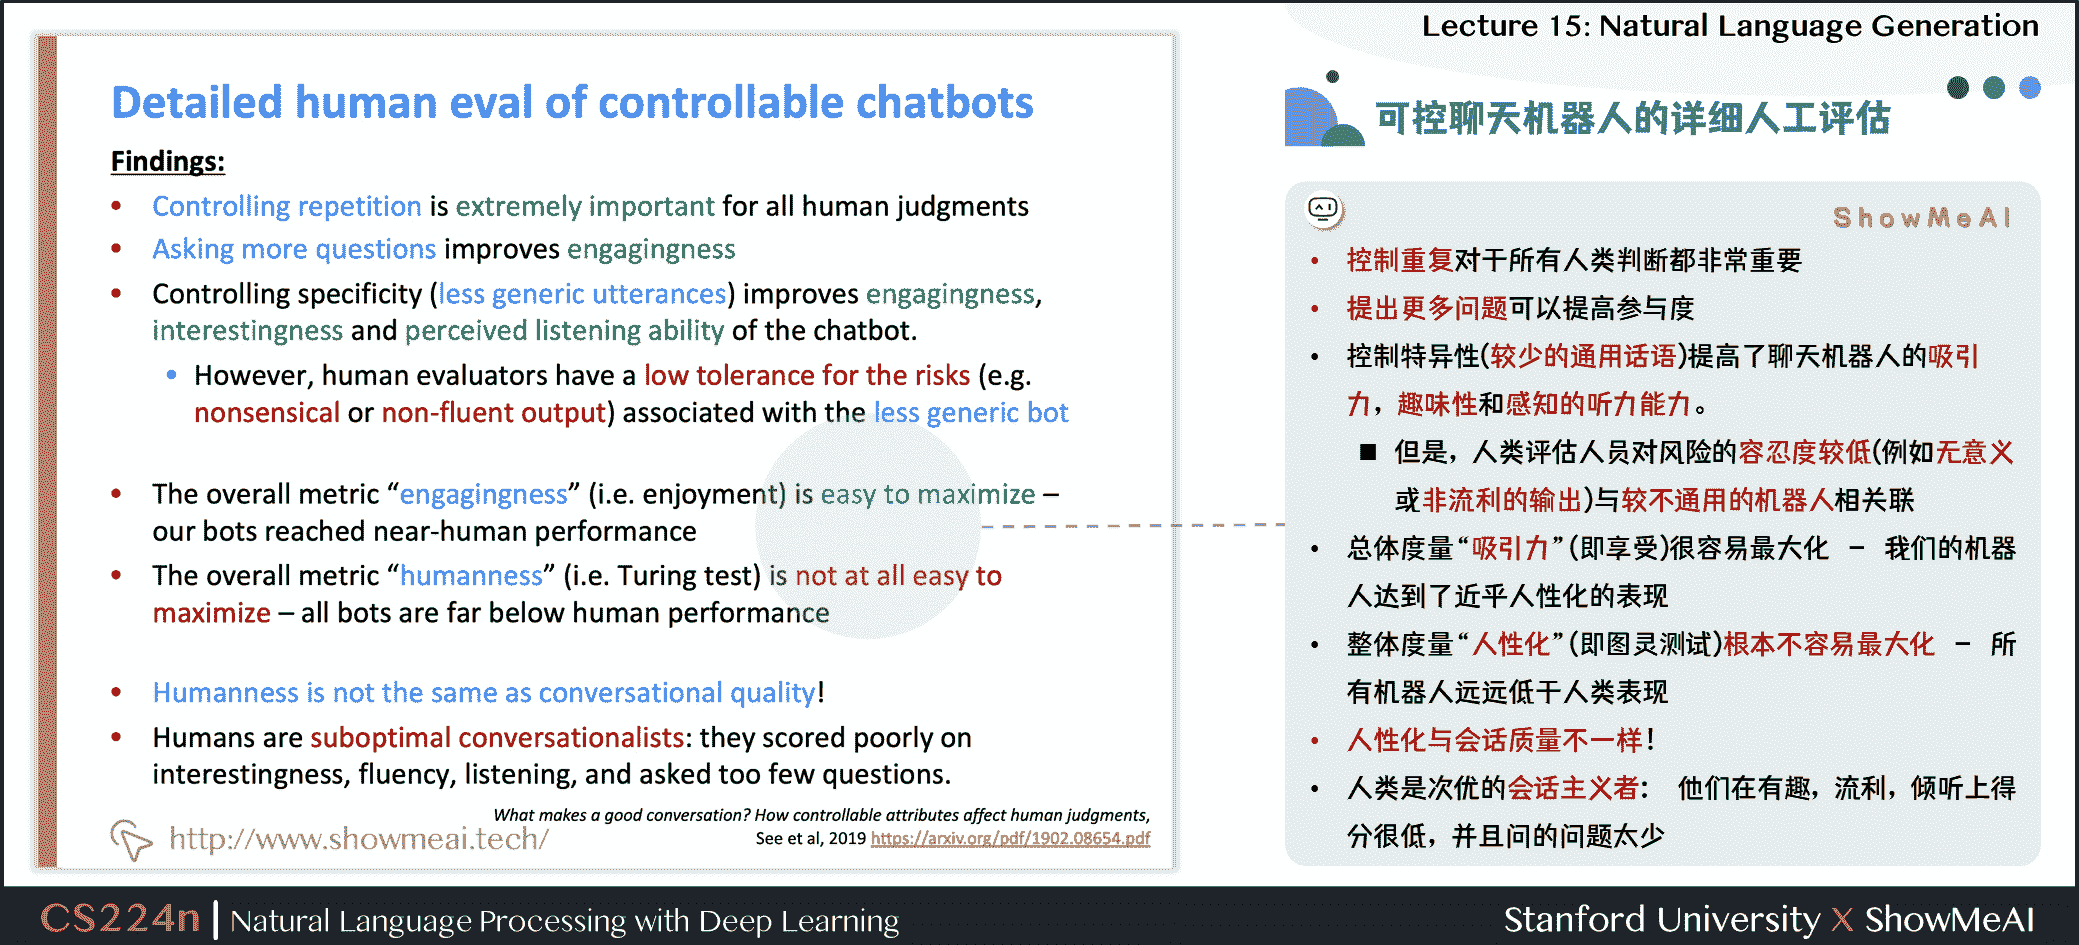 Lecture 15: Natural Language Generation
Detailed human eval of controllable chatbots
Findings:
• Controlling repetition is extremely important for all human judgments
• Asking more questions improves engagingness
• Controlling specificity (less generic utterances) improves engagingness,
interestingness and perceived listening ability of the chatbot.
• However, human evaluators have a low tolerance for the risks (e.g.
nonsensical or non-fluent output) associated with the less generic bot
• The overall metric “engagingness” (i.e. enjoyment) is easy to maximize –
our bots reached near-human performance
• The overall metric “humanness” (i.e. Turing test) is not at all easy to
maximize – all bots are far below human performance
• Humanness is not the same as conversational quality!
• Humans are suboptimal conversationalists: they scored poorly on
interestingness, fluency, listening, and asked too few questions.
What makes a good conversation? How controllable attributes affect human judgments,
See et al, 2019 https://arxiv.org/pdf/1902.08654.pdf
http://www.showmeai.tech/
可控聊天机器人的详细人工评估
ShowMeAI
• 控制重复对于所有人类判断都非常重要
• 提出更多问题可以提高参与度
• 控制特异性(较少的通用话语)提高了聊天机器人的吸引
力，趣味性和感知的听力能力。
■ 但是，人类评估人员对风险的容忍度较低(例如无意义
或非流利的输出)与较不通用的机器人相关联
• 总体度量“吸引力”(即享受)很容易最大化 – 我们的机器
人达到了近乎人性化的表现
• 整体度量“人性化”(即图灵测试)根本不容易最大化 – 所
有机器人远远低于人类表现
• 人性化与会话质量不一样!
• 人类是次优的会话主义者: 他们在有趣，流利，倾听上得
分很低，并且问的问题太少
CS224n | Natural Language Processing with Deep Learning
Stanford University X ShowMeAI